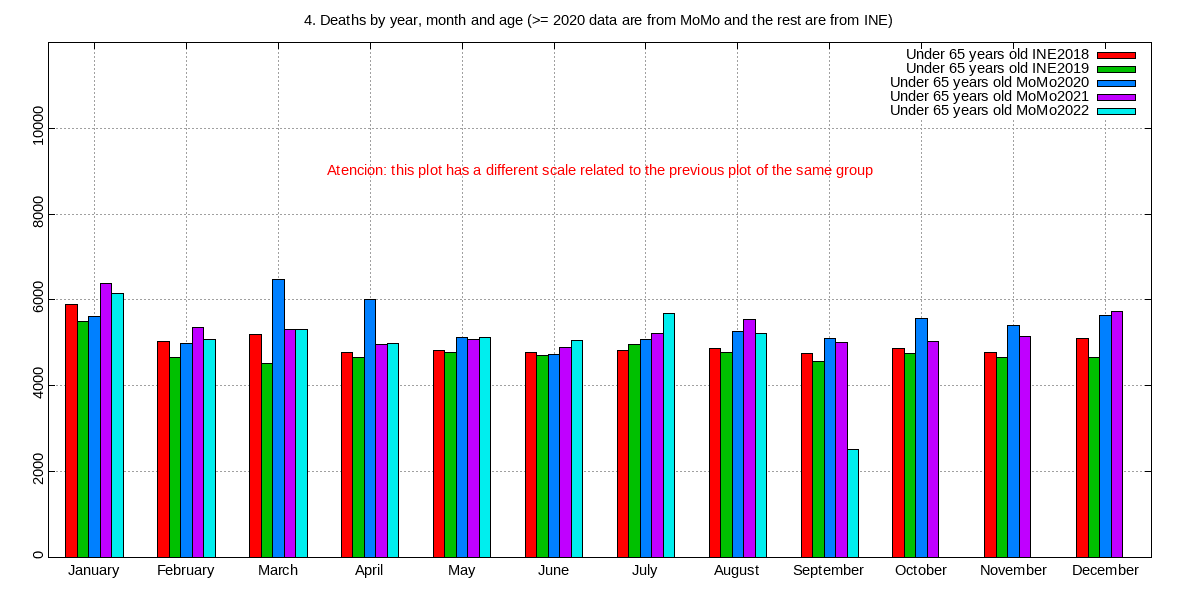 4. Deaths by year, month and age (>= 2020 data are from MoMo and the rest are from INE)
Under 65 years old INE2018
Under 65 years old INE2019
Under 65 years old MoMo2020
Under 65 years old MoMo2021
Under 65 years old MoMo2022
Atencion: this plot has a different scale related to the previous plot of the same group
10000
8000
6000
4000
2000
0
January February March April May June July August September October November December